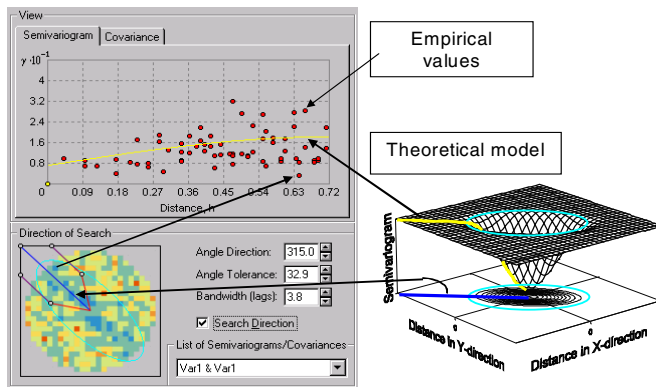 View
Semivariogram
Covariance
γ·10⁻¹
4
3.2
2.4
1.6
0.8
0
0.09
0.18
0.27
0.36
0.45
0.54
0.63
0.72
Distance, h
Empirical
values
Theoretical model
Direction of Search
Angle Direction:
315.0
Angle Tolerance:
32.9
Bandwidth (lags):
3.8
Search Direction
List of Semivariograms/Covariances
Var1 & Var1
Semivariogram
0
Distance in Y-direction
0
Distance in X-direction